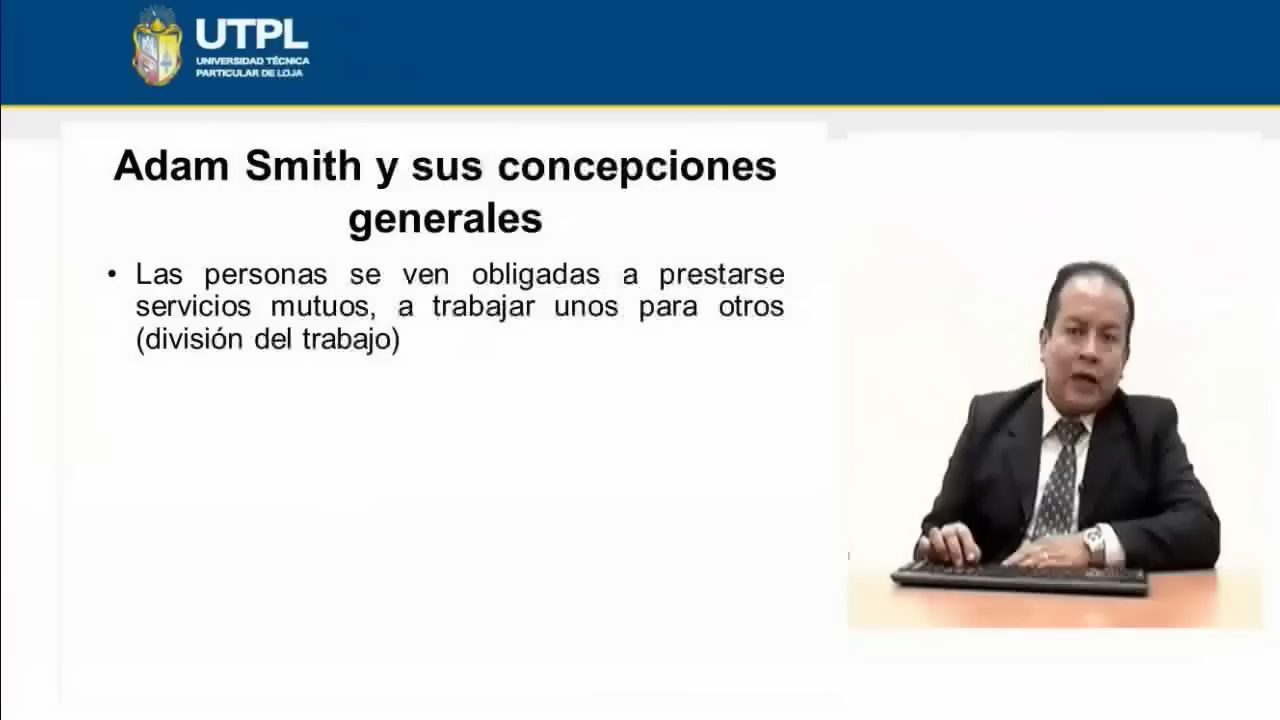 UTPL
UNIVERSIDAD TÉCNICA
PARTICULAR DE LOJA
Adam Smith y sus concepciones
generales
• Las personas se ven obligadas a prestarse
servicios mutuos, a trabajar unos para otros
(división del trabajo)